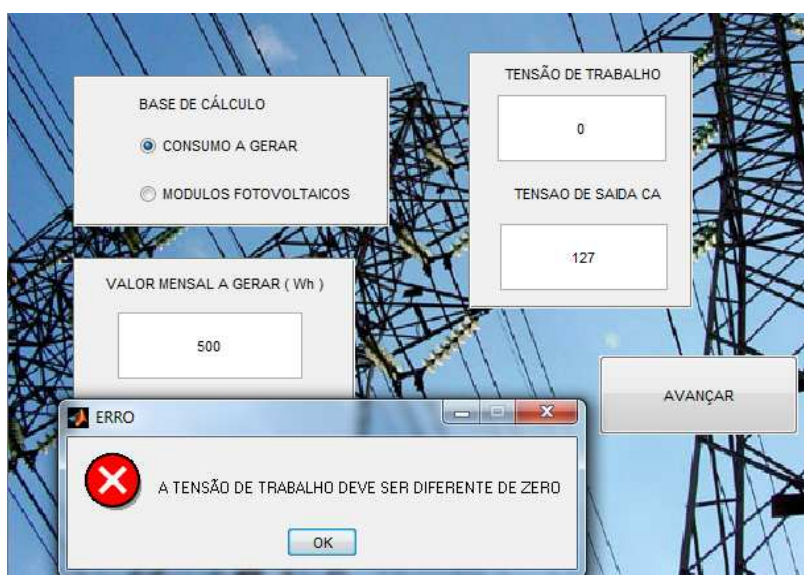 BASE DE CÁLCULO
CONSUMO A GERAR
MODULOS FOTOVOLTAICOS
TENSÃO DE TRABALHO
0
TENSAO DE SAIDA CA
127
VALOR MENSAL A GERAR ( Wh )
500
AVANÇAR
ERRO
A TENSÃO DE TRABALHO DEVE SER DIFERENTE DE ZERO
OK